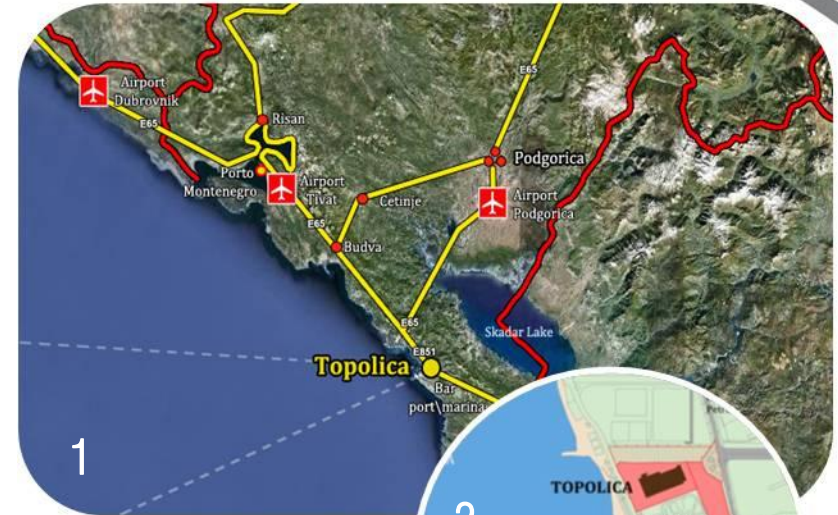 Airport
Dubrovnik
E65
E65
Risan
Porto
Montenegro
Airport
Tivat
Cetinje
Podgorica
Airport
Podgorica
E65
Budva
E65
Skadar Lake
E851
Topolica
Bar
port\marina
1
TOPOLICA
2